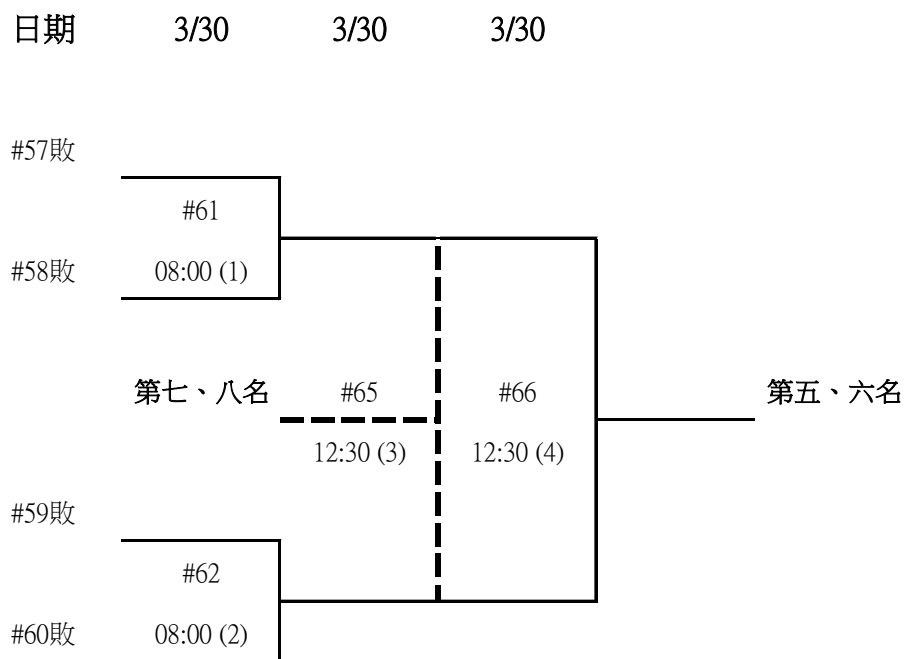 日期 3/30 3/30 3/30
#57敗
#61
#58敗 08:00 (1)
第七、八名 #65 #66 第五、六名
12:30 (3) 12:30 (4)
#59敗
#62
#60敗 08:00 (2)